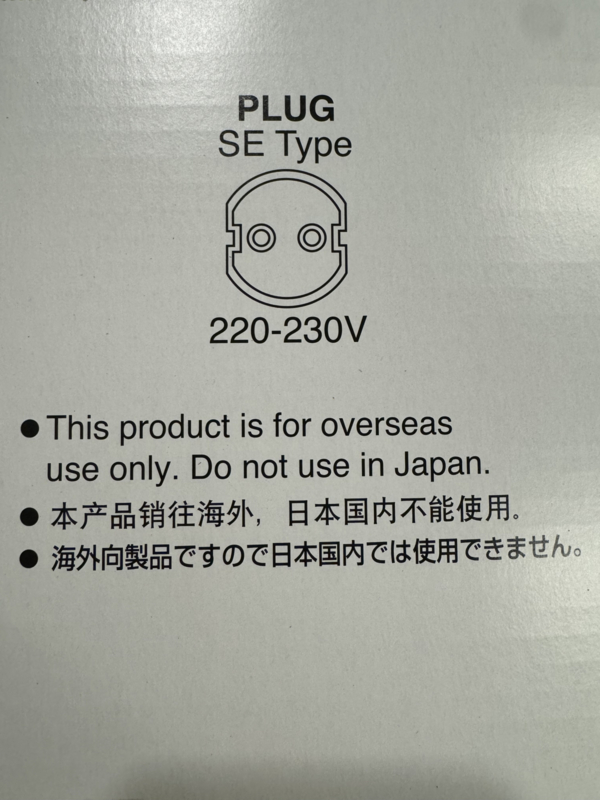 PLUG
SE Type
220-230V
● This product is for overseas
use only. Do not use in Japan.
● 本产品销往海外，日本国内不能使用。
● 海外向製品ですので日本国内では使用できません。